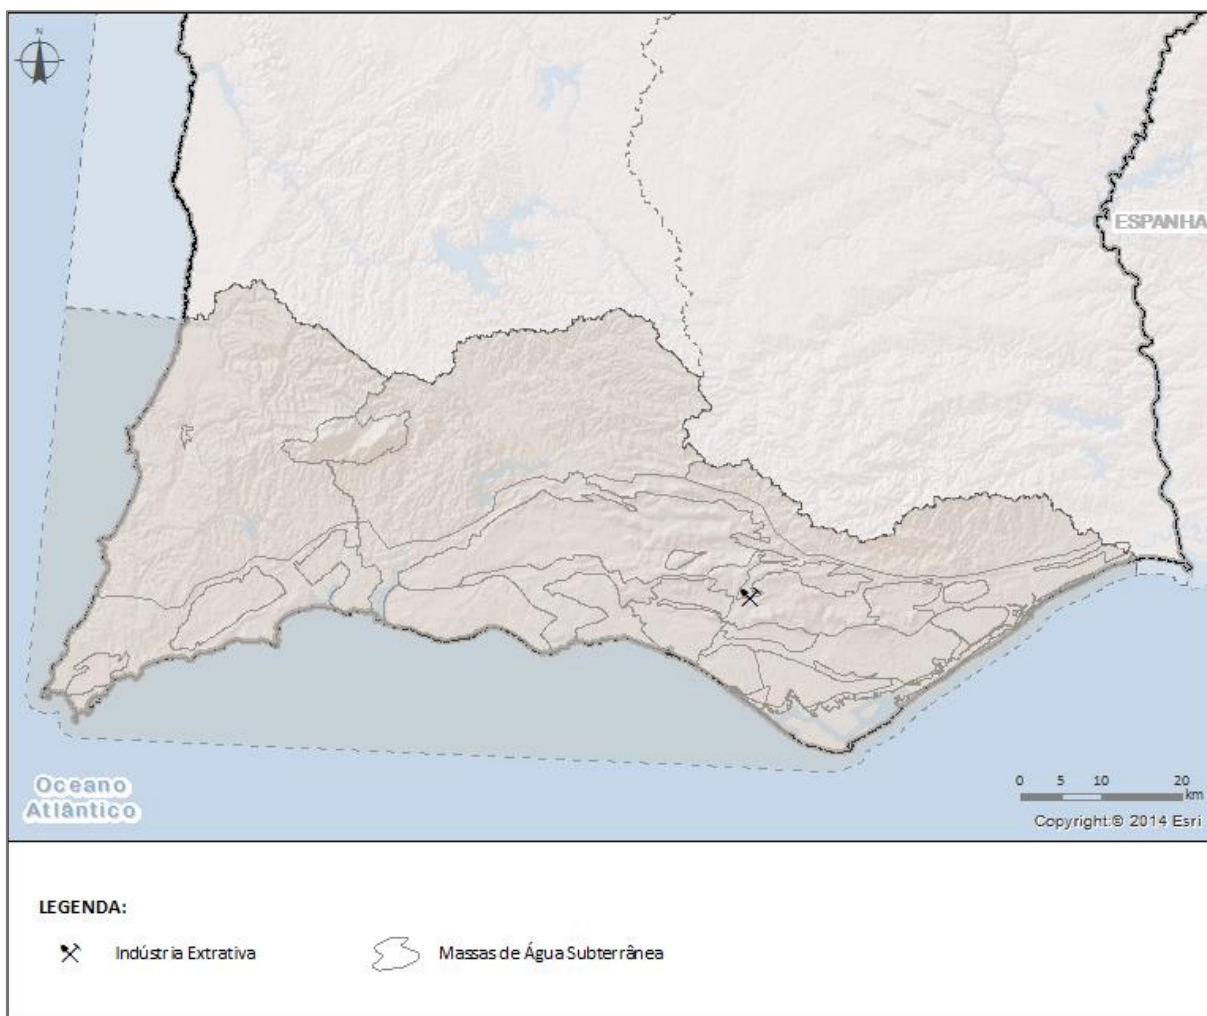 N
ESPANHA
Oceano
Atlântico
0 5 10 20
km
Copyright:© 2014 Esri
LEGENDA:
Indústria Extrativa
Massas de Água Subterrânea